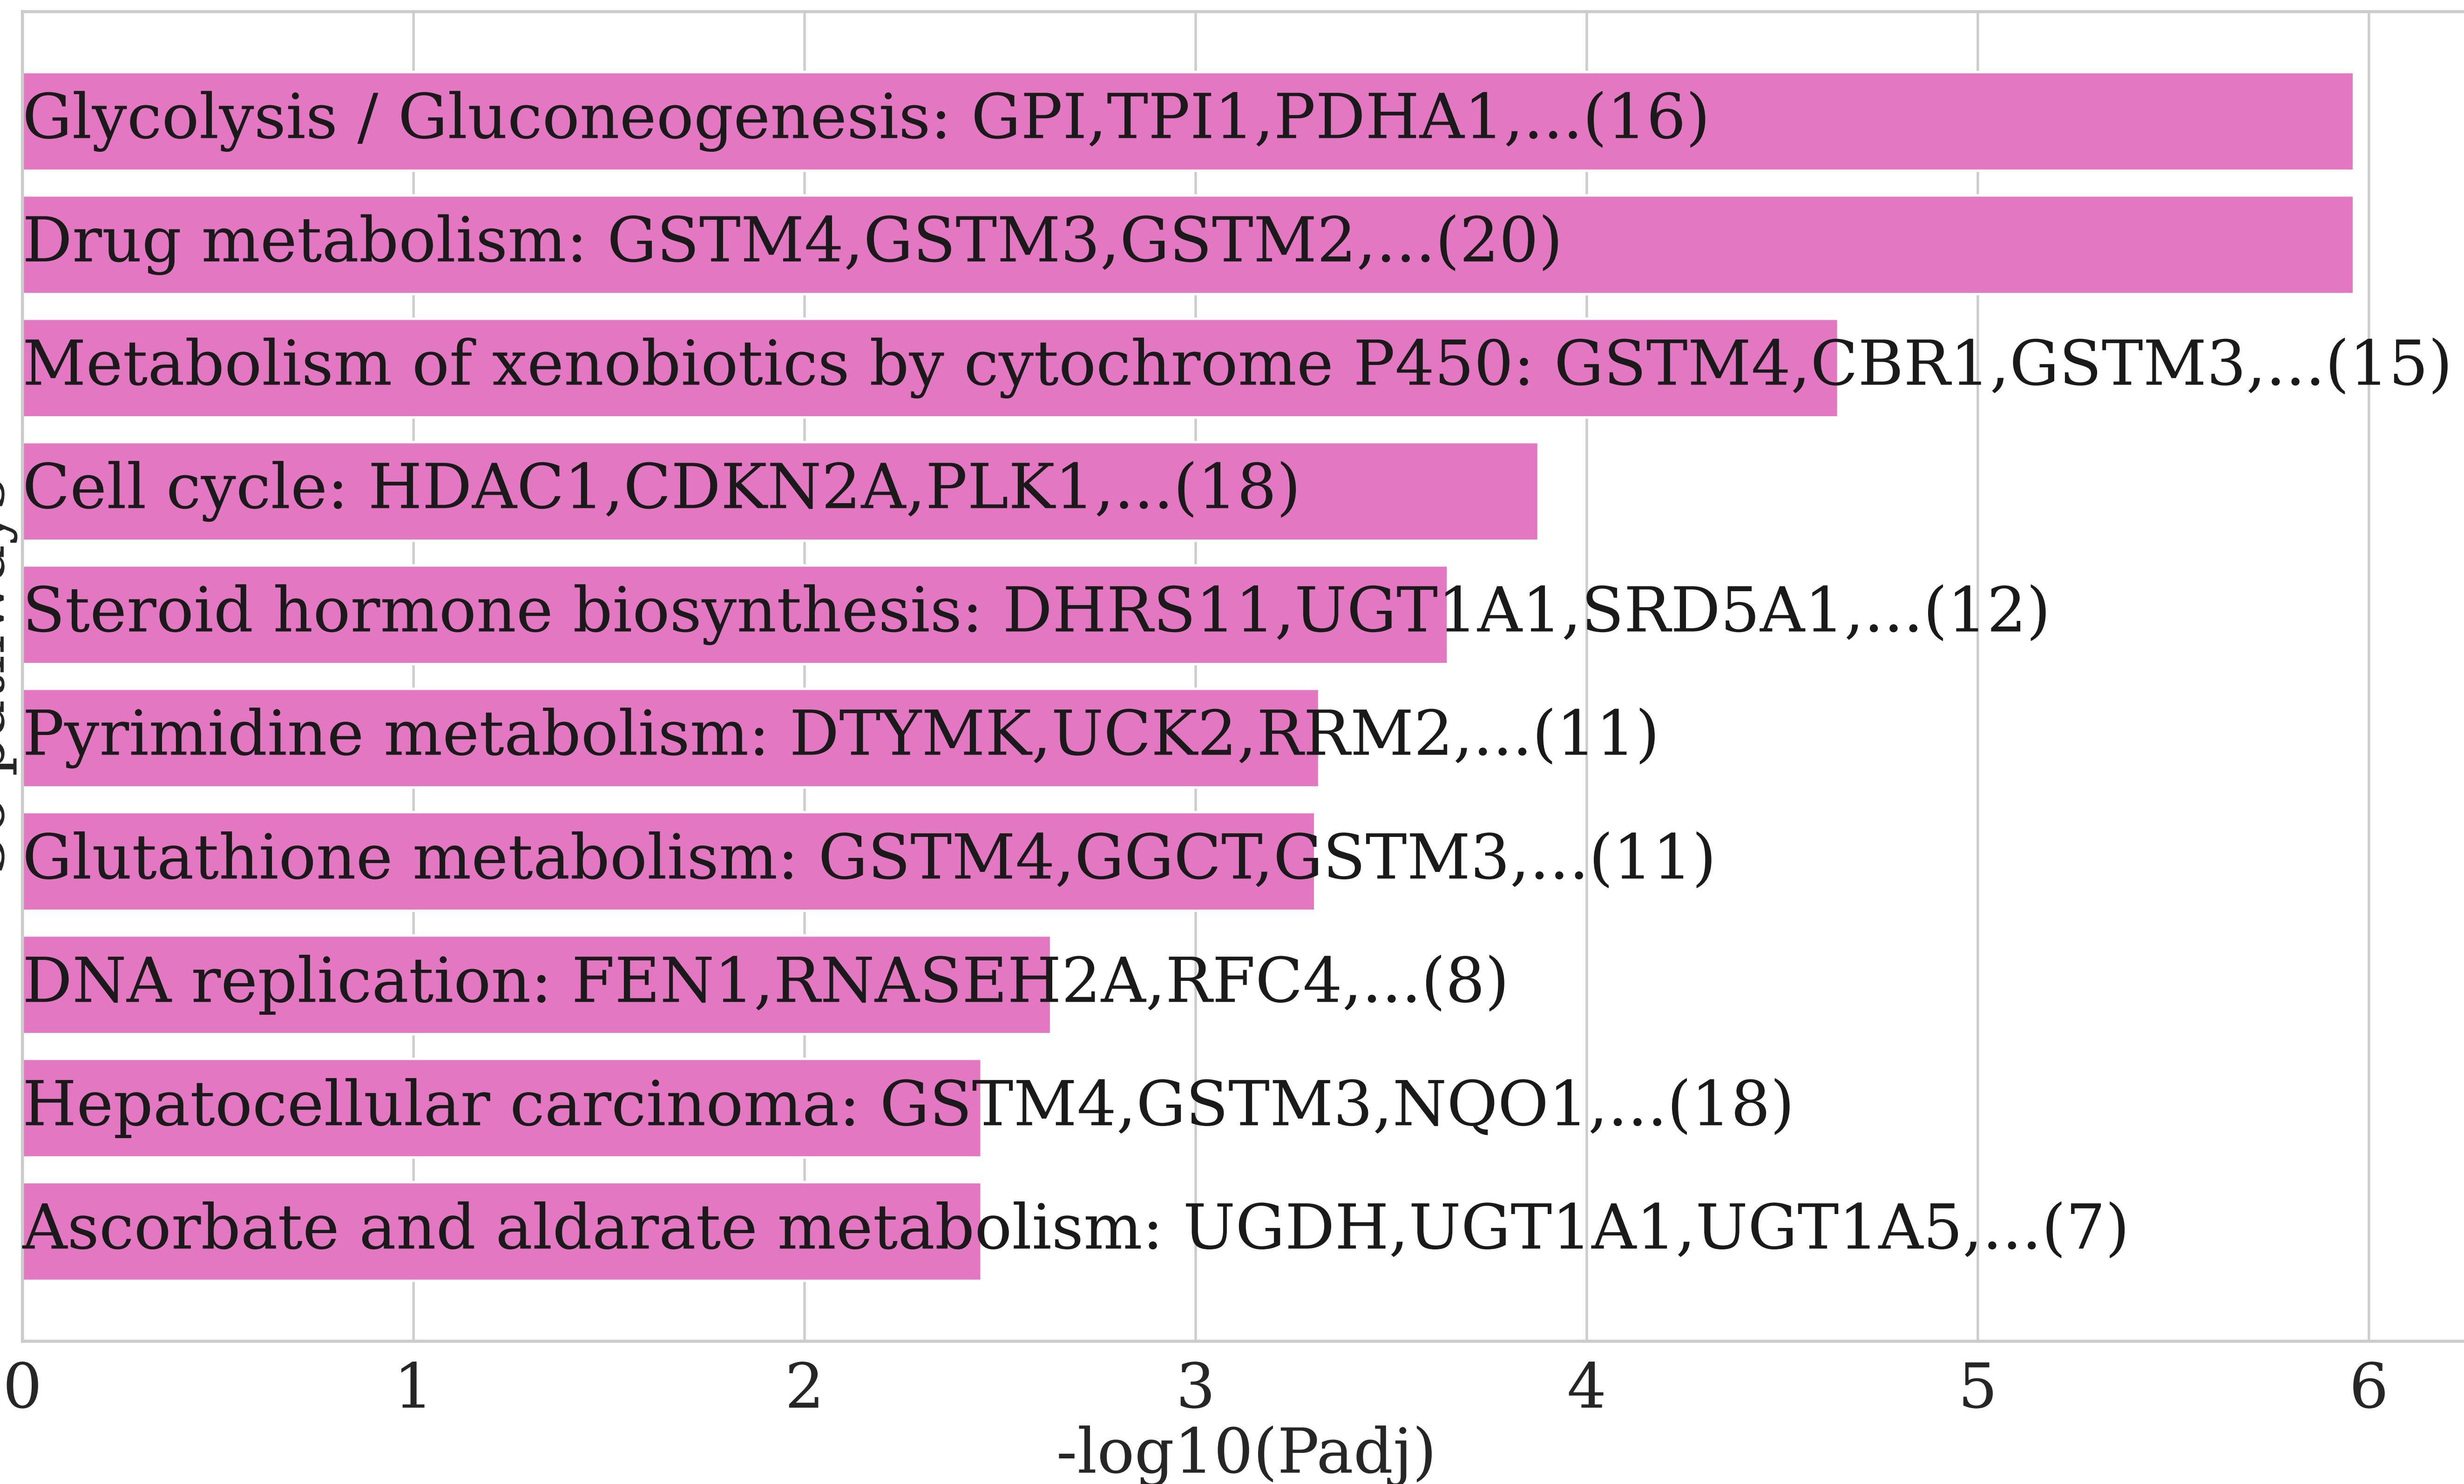 Glycolysis / Gluconeogenesis: GPI,TPI1,PDHA1,...(16)
Drug metabolism: GSTM4,GSTM3,GSTM2,...(20)
Metabolism of xenobiotics by cytochrome P450: GSTM4,CBR1,GSTM3,...(15)
Cell cycle: HDAC1,CDKN2A,PLK1,...(18)
Steroid hormone biosynthesis: DHRS11,UGT1A1,SRD5A1,...(12)
Pyrimidine metabolism: DTYMK,UCK2,RRM2,...(11)
Glutathione metabolism: GSTM4,GGCT,GSTM3,...(11)
DNA replication: FEN1,RNASEH2A,RFC4,...(8)
Hepatocellular carcinoma: GSTM4,GSTM3,NQO1,...(18)
Ascorbate and aldarate metabolism: UGDH,UGT1A1,UGT1A5,...(7)
0 1 2 3 4 5 6
-log10(Padj)